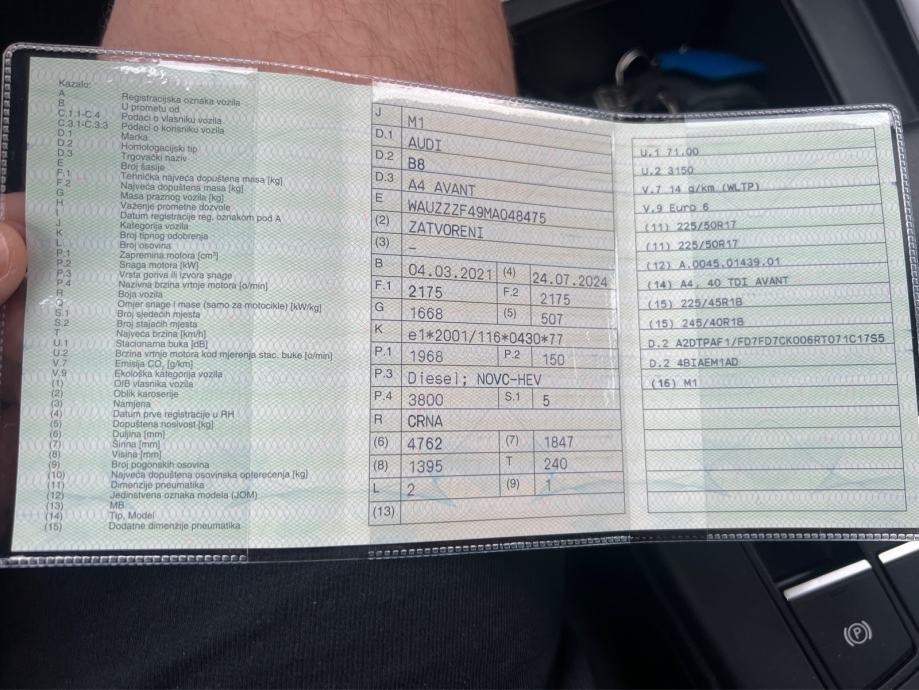 Kazalo:
A Registracijska oznaka vozila
B U prometu od
C.1.1-C.4 Podaci o vlasniku vozila
C.3.1-C.3.3 Podaci o korisniku vozila
D.1 Marka
D.2 Homologacijski tip
D.3 Trgovački naziv
E Broj šasije
F.1 Tehnička najveća dopuštena masa [kg]
F.2 Najveća dopuštena masa [kg]
G Masa praznog vozila [kg]
H Važenje prometne dozvole
I Datum registracije reg. oznakom pod A
J Kategorija vozila
K Broj tipnog odobrenja
L Broj osovina
P.1 Zapremina motora [cm³]
P.2 Snaga motora [kW]
P.3 Vrsta goriva ili izvora snage
P.4 Nazivna brzina vrtnje motora [o/min]
R Boja vozila
Q Omjer snage i mase (samo za motocikle) [kW/kg]
S.1 Broj sjedećih mjesta
S.2 Broj stajaćih mjesta
T Najveća brzina [km/h]
U.1 Stacionarna buka [dB]
U.2 Brzina vrtnje motora kod mjerenja stac. buke [o/min]
V.7 Emisija CO₂ [g/km]
V.9 Ekološka kategorija vozila
(1) OIB vlasnika vozila
(2) Oblik karoserije
(3) Namjena
(4) Datum prve registracije u RH
(5) Dopuštena nosivost [kg]
(6) Duljina [mm]
(7) Širina [mm]
(8) Visina [mm]
(9) Broj pogonskih osovina
(10) Najveća dopuštena osovinska opterećenja [kg]
(11) Dimenzije pneumatika
(12) Jedinstvena oznaka modela (JOM)
(13) MB
(14) Tip, Model
(15) Dodatne dimenzije pneumatika
J M1
D.1 AUDI
D.2 B8
D.3 A4 AVANT
E WAUZZZF49MA048475
(2) ZATVORENI
(3) –
B 04.03.2021 (4) 24.07.2024
F.1 2175 F.2 2175
G 1668 (5) 507
K e1*2001/116*0430*77
P.1 1968 P.2 150
P.3 Diesel; NOVC-HEV
P.4 3800 S.1 5
R CRNA
(6) 4762 (7) 1847
(8) 1395 T 240
L 2 (9) 1
(13)
U.1 71.00
U.2 3150
V.7 14 g/km (WLTP)
V.9 Euro 6
(11) 225/50R17
(11) 225/50R17
(12) A.0045.01439.01
(14) A4, 40 TDI AVANT
(15) 225/45R18
(15) 245/40R18
D.2 A2DTPAF1/FD7FD7CK006RT071C17S5
D.2 4BIAEM1AD
(16) M1